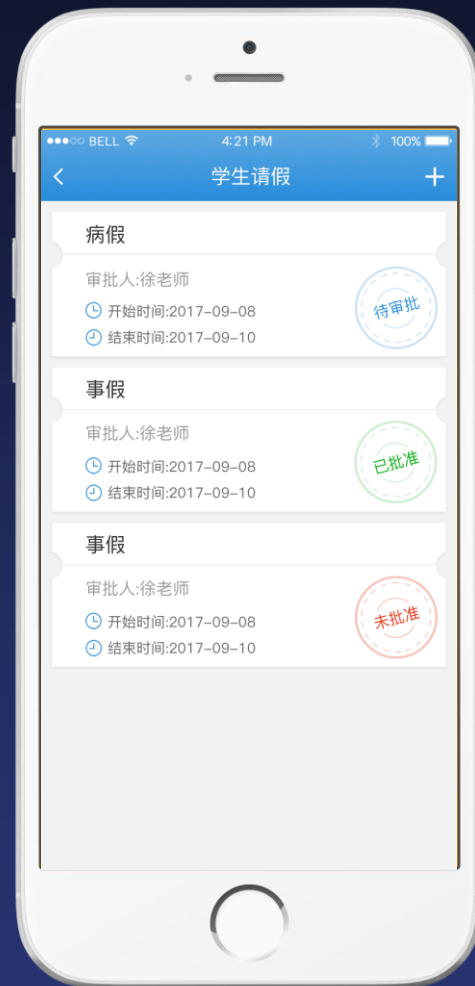 BELL 4:21 PM 100%
学生请假
病假
审批人:徐老师
开始时间:2017-09-08
结束时间:2017-09-10
待审批
事假
审批人:徐老师
开始时间:2017-09-08
结束时间:2017-09-10
已批准
事假
审批人:徐老师
开始时间:2017-09-08
结束时间:2017-09-10
未批准